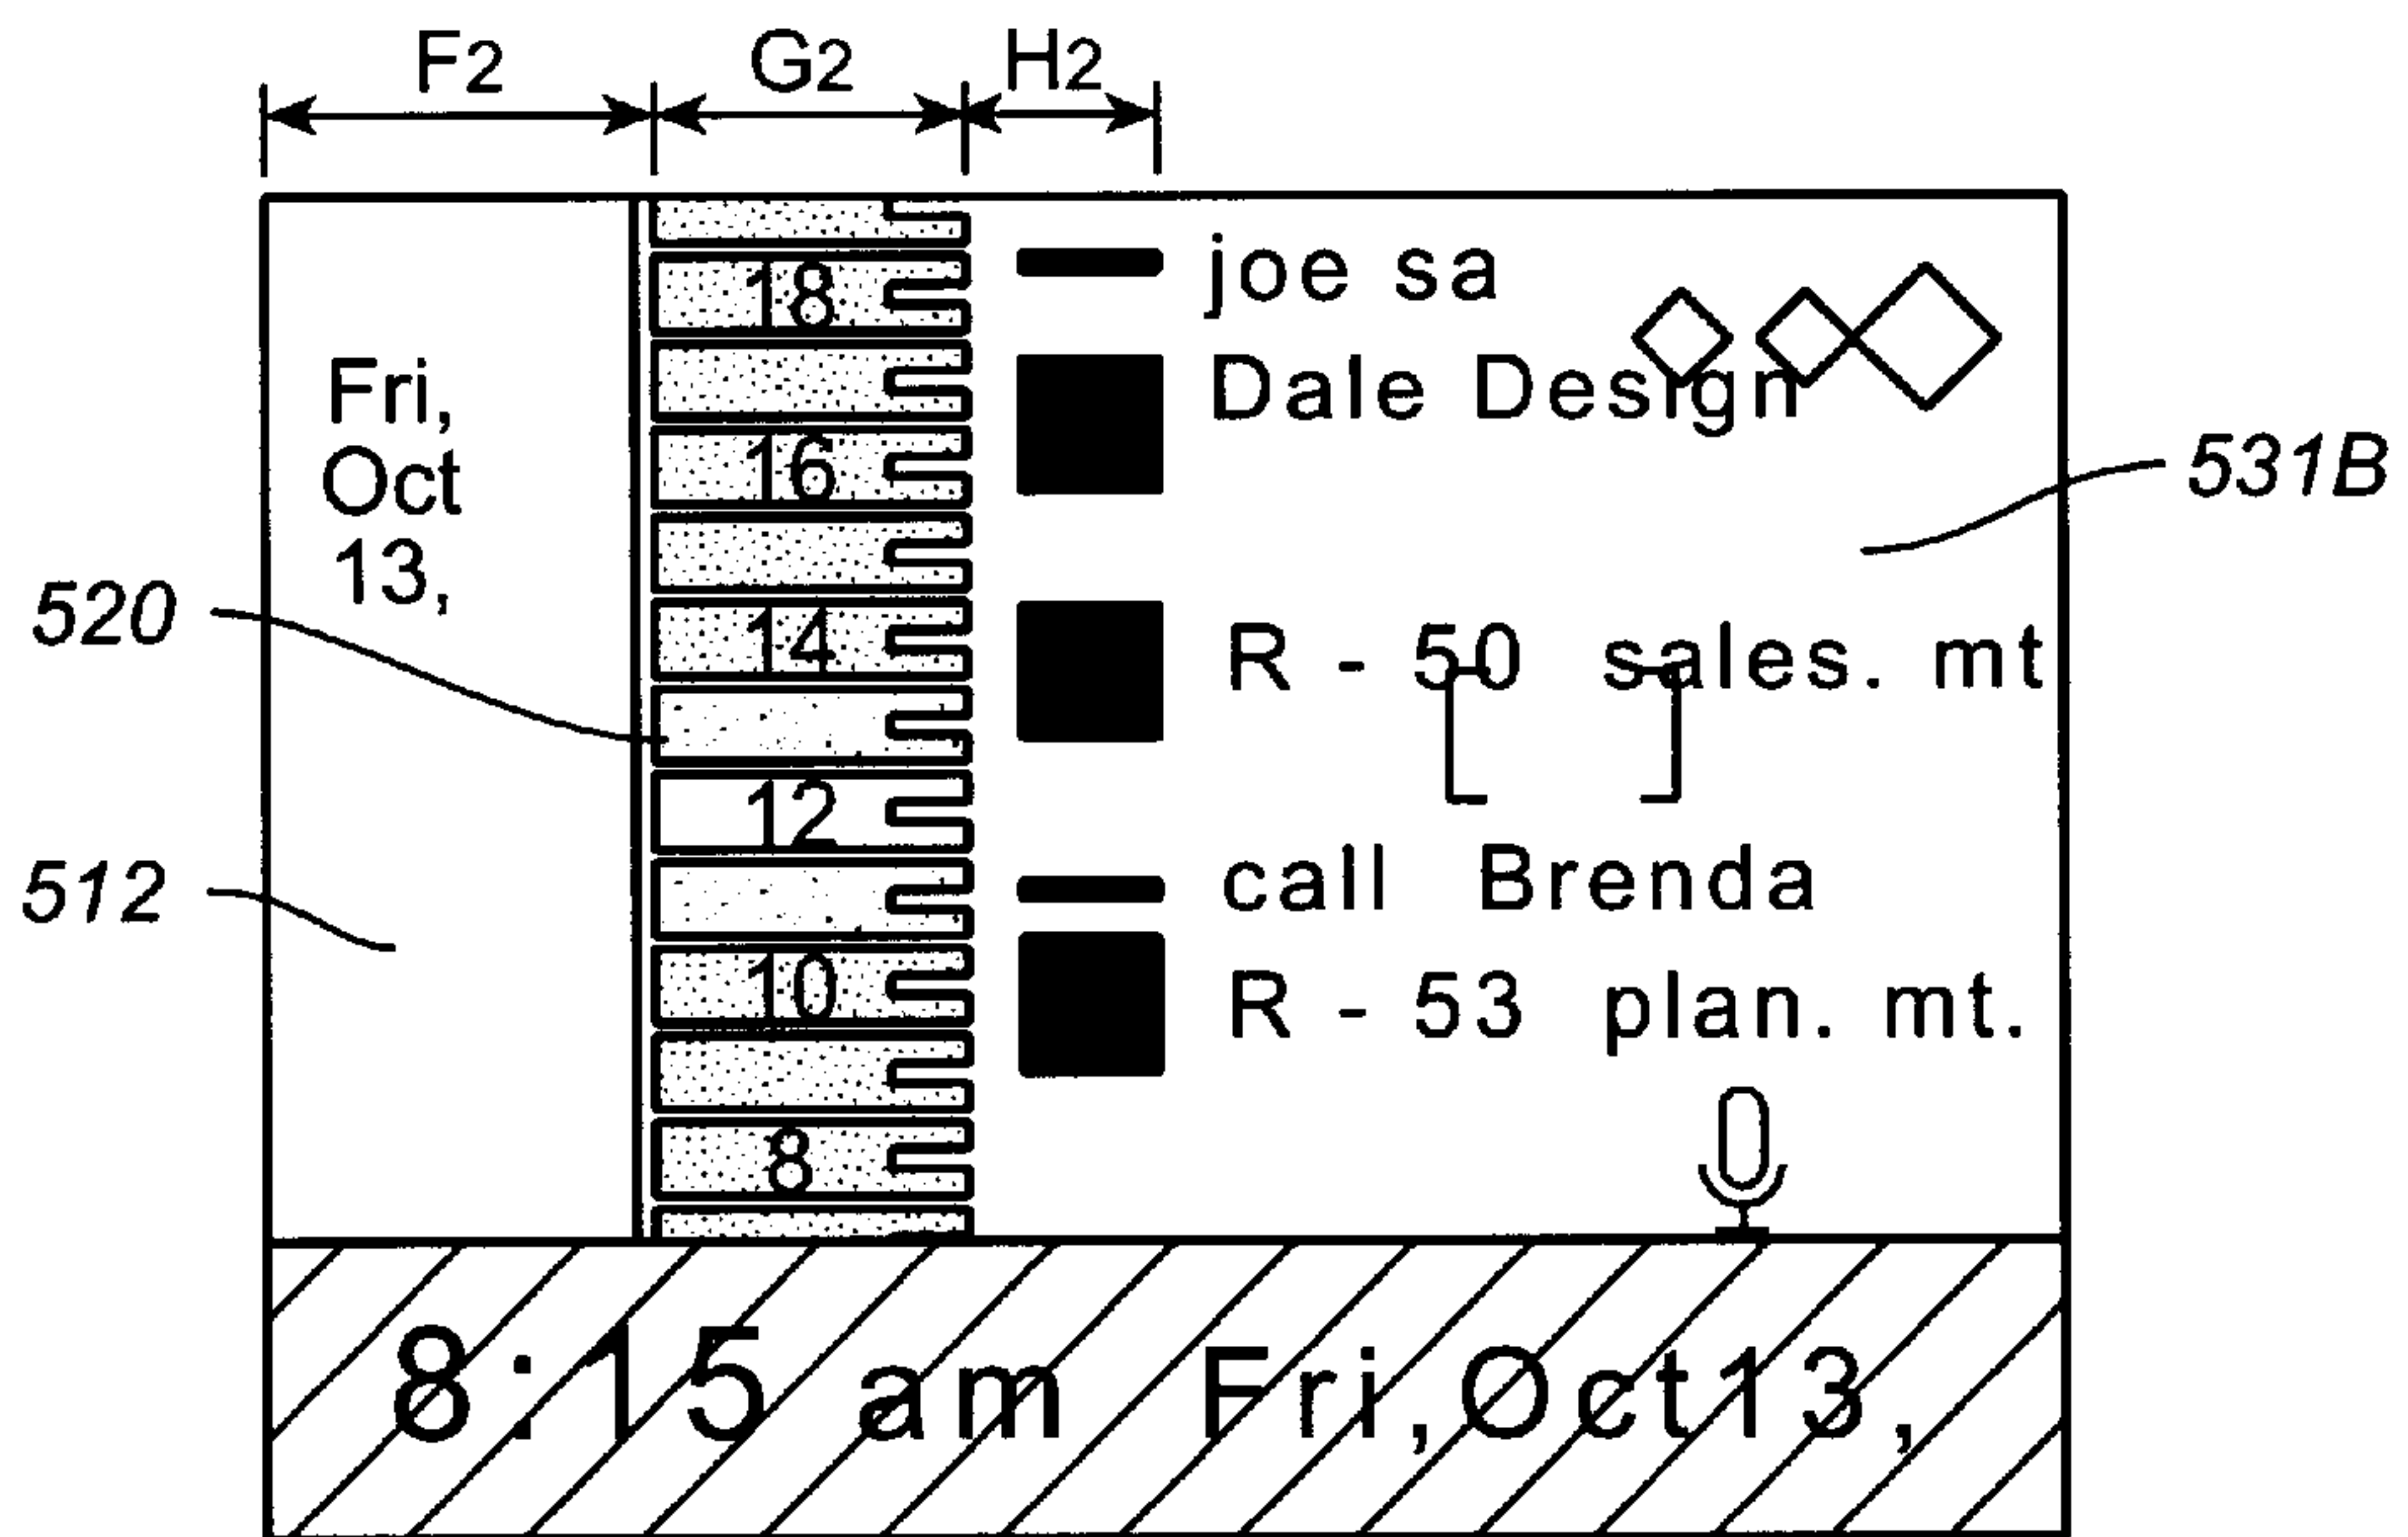 F2 G2 H2
18
joe sa
Dale Design
Fri,
Oct
13,
16
531B
520
14
R - 50 sales. mt
12
512
call Brenda
10
R - 53 plan. mt.
8
8:15 am Fri,Oct13,